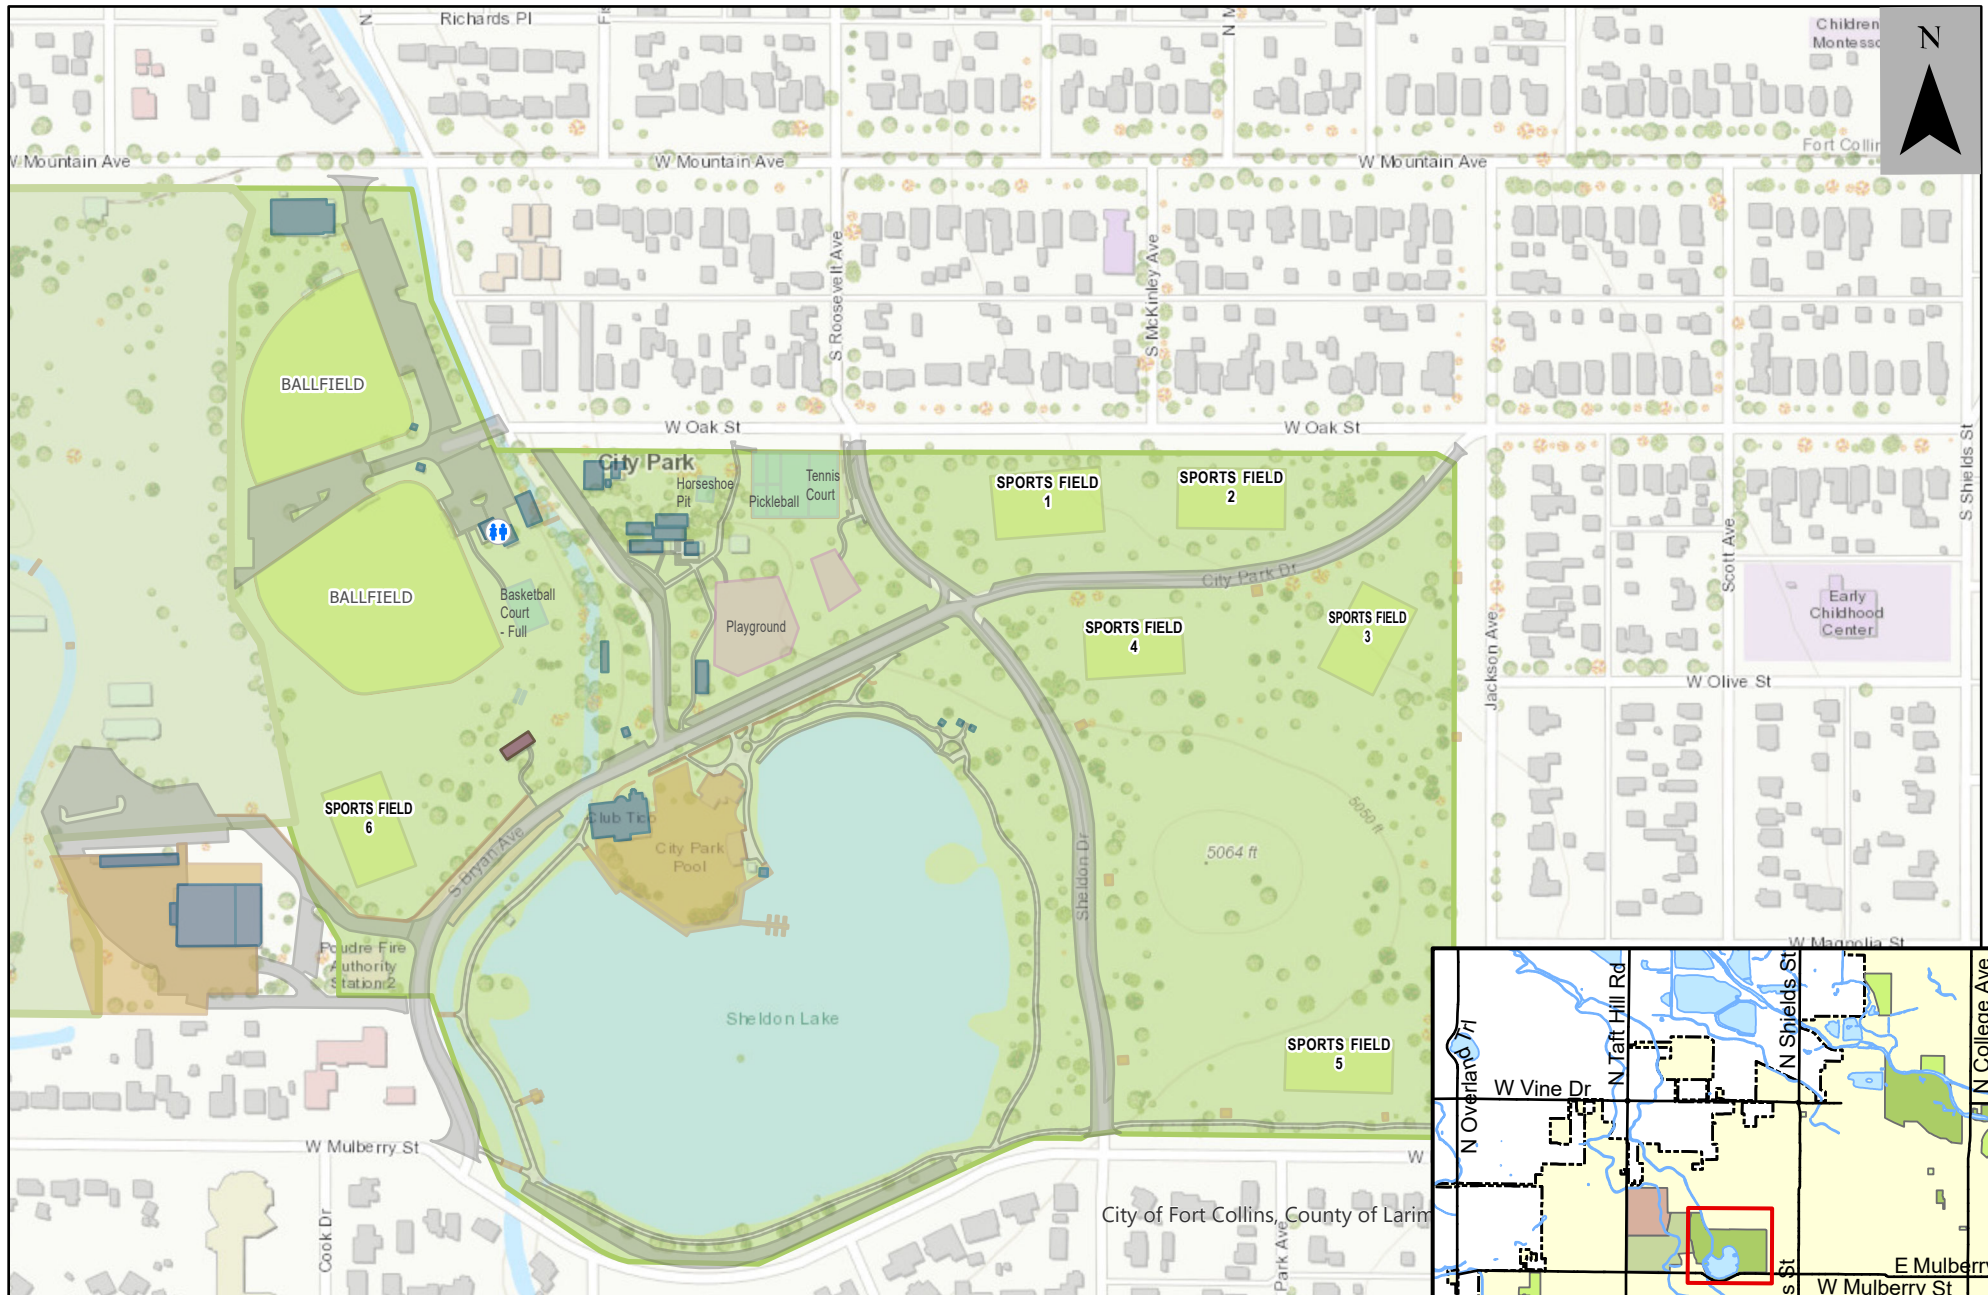 Richards Pl
N
N M
Children
Montesso
N
W Mountain Ave
W Mountain Ave
W Mountain Ave
Fort Collin
S Roosevelt Ave
S McKinley Ave
BALLFIELD
W Oak St
W Oak St
S Shields St
City Park
Horseshoe
Pit
Pickleball
Tennis
Court
SPORTS FIELD
1
SPORTS FIELD
2
Scott Ave
City Park Dr
BALLFIELD
Basketball
Court
- Full
Playground
SPORTS FIELD
4
SPORTS FIELD
3
Early
Childhood
Center
Jackson Ave
W Olive St
SPORTS FIELD
6
Club Tico
City Park
Pool
S Bryan Ave
Sheldon Dr
5050 ft
5064 ft
Poudre Fire
Authority
Station 2
W Magnolia St
Sheldon Lake
SPORTS FIELD
5
W Mulberry St
W
Cook Dr
Park Ave
City of Fort Collins, County of Larim
N Overland Trl
N Taft Hill Rd
N Shields St
N College Ave
W Vine Dr
s St
E Mulberry
W Mulberry St